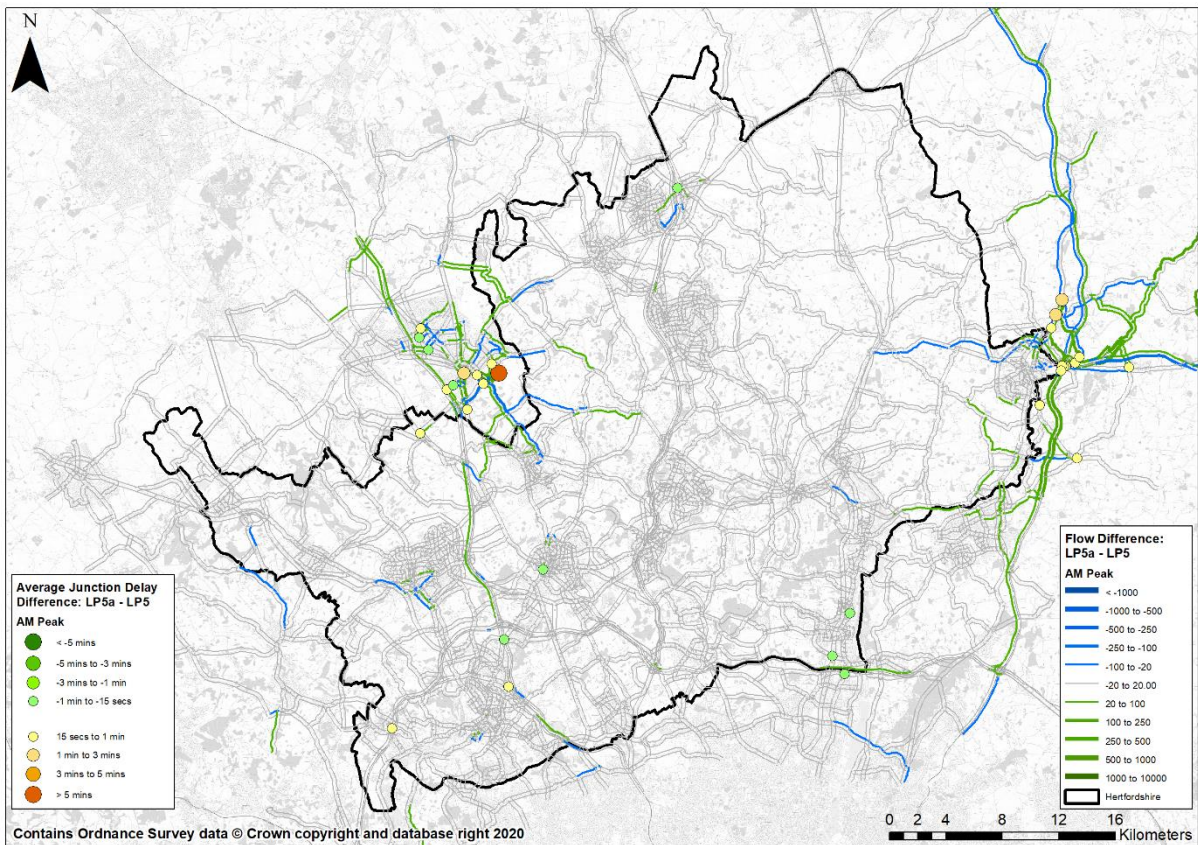 N
Average Junction Delay
Difference: LP5a - LP5
AM Peak
< -5 mins
-5 mins to -3 mins
-3 mins to -1 min
-1 min to -15 secs
15 secs to 1 min
1 min to 3 mins
3 mins to 5 mins
> 5 mins
Flow Difference:
LP5a - LP5
AM Peak
< -1000
-1000 to -500
-500 to -250
-250 to -100
-100 to -20
-20 to 20.00
20 to 100
100 to 250
250 to 500
500 to 1000
1000 to 10000
Hertfordshire
Contains Ordnance Survey data © Crown copyright and database right 2020
0 2 4 8 12 16
Kilometers